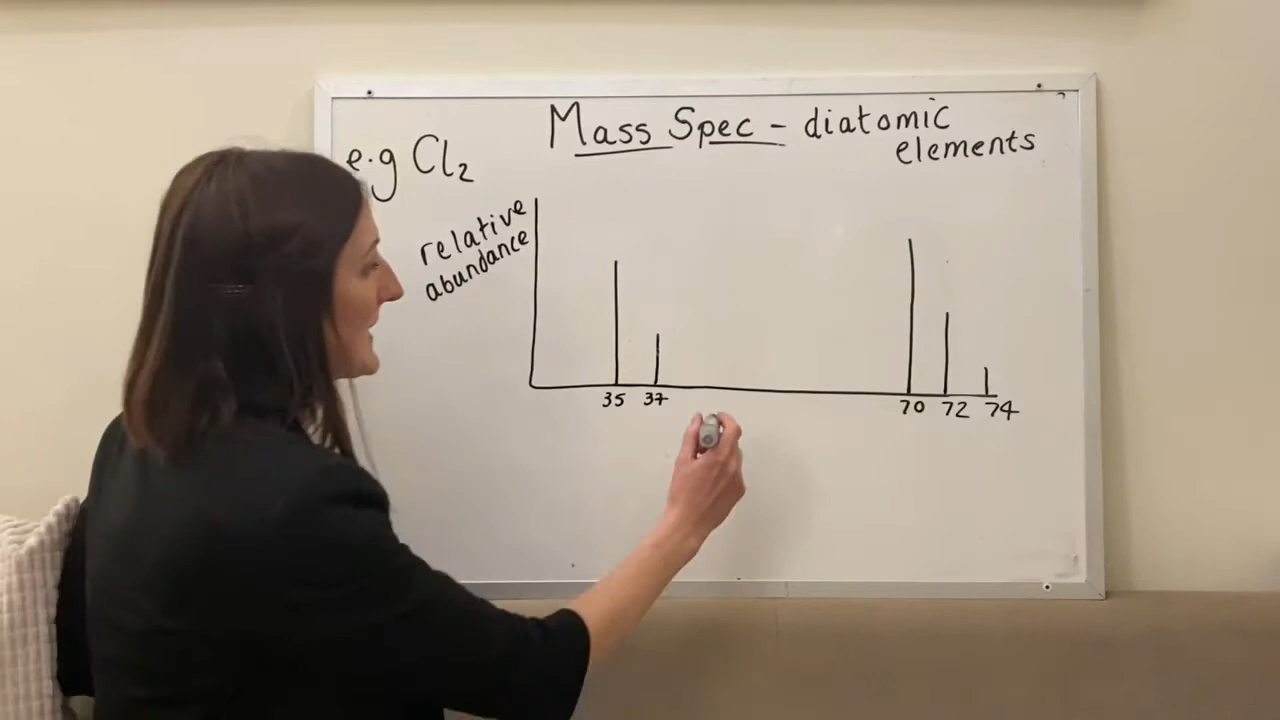 Mass Spec - diatomic
elements
e.g Cl₂
relative
abundance
35 37 70 72 74